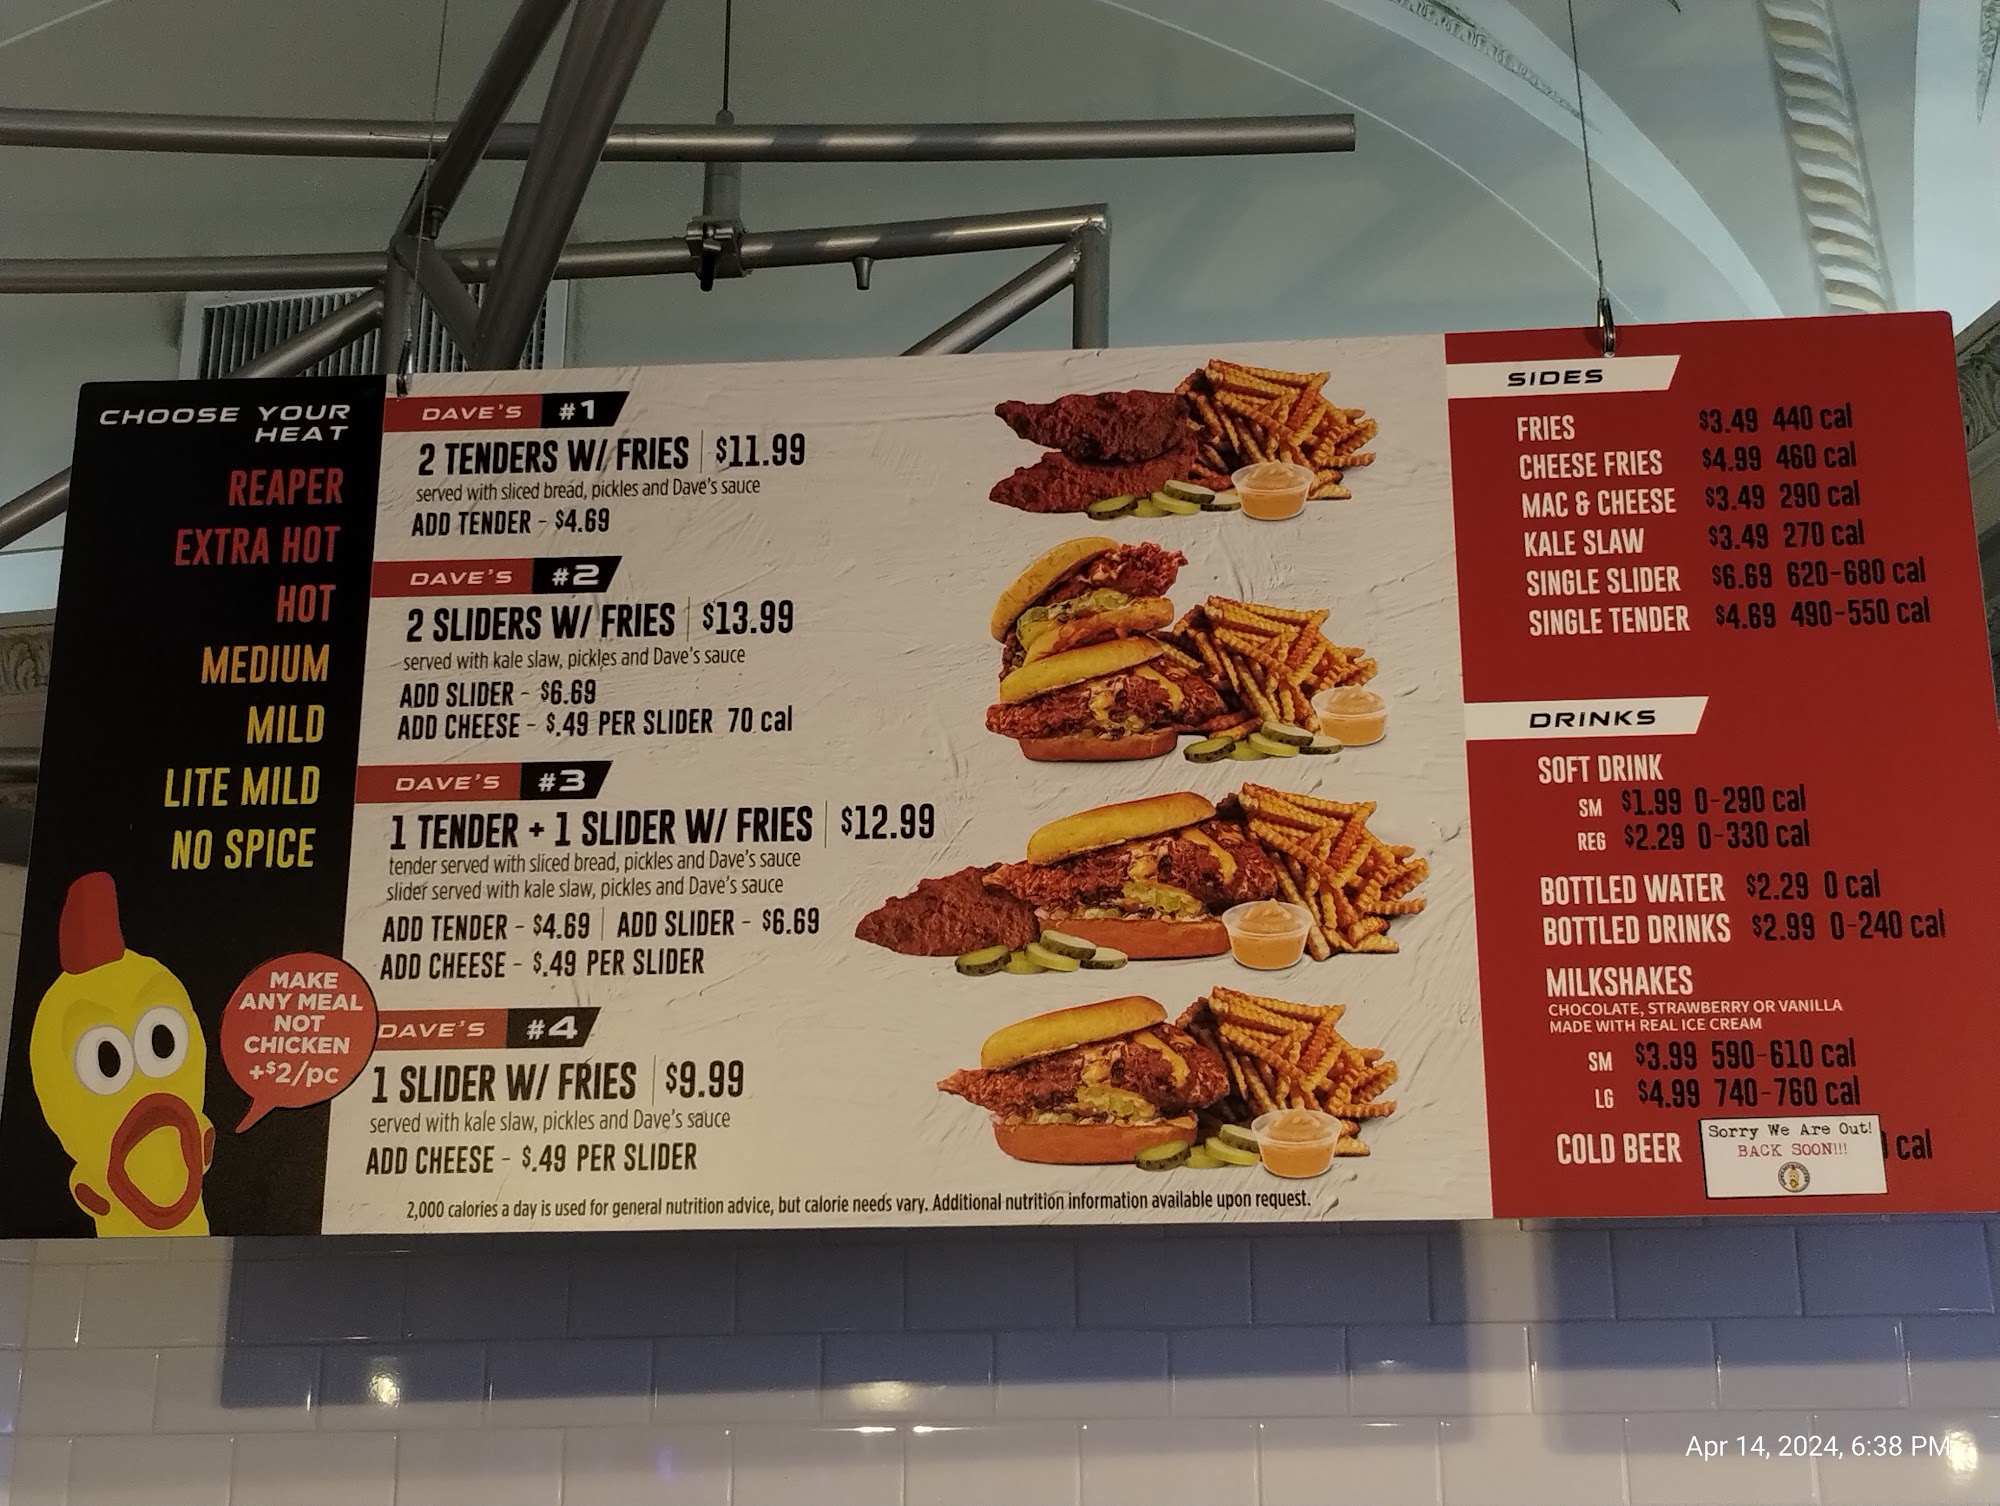 CHOOSE YOUR
HEAT
REAPER
EXTRA HOT
HOT
MEDIUM
MILD
LITE MILD
NO SPICE
MAKE
ANY MEAL
NOT
CHICKEN
+$2/pc
DAVE'S #1
2 TENDERS W/ FRIES | $11.99
served with sliced bread, pickles and Dave's sauce
ADD TENDER - $4.69
DAVE'S #2
2 SLIDERS W/ FRIES | $13.99
served with kale slaw, pickles and Dave's sauce
ADD SLIDER - $6.69
ADD CHEESE - $.49 PER SLIDER 70 cal
DAVE'S #3
1 TENDER + 1 SLIDER W/ FRIES | $12.99
tender served with sliced bread, pickles and Dave's sauce
slider served with kale slaw, pickles and Dave's sauce
ADD TENDER - $4.69 | ADD SLIDER - $6.69
ADD CHEESE - $.49 PER SLIDER
DAVE'S #4
1 SLIDER W/ FRIES | $9.99
served with kale slaw, pickles and Dave's sauce
ADD CHEESE - $.49 PER SLIDER
2,000 calories a day is used for general nutrition advice, but calorie needs vary. Additional nutrition information available upon request.
SIDES
FRIES $3.49 440 cal
CHEESE FRIES $4.99 460 cal
MAC & CHEESE $3.49 290 cal
KALE SLAW $3.49 270 cal
SINGLE SLIDER $6.69 620-680 cal
SINGLE TENDER $4.69 490-550 cal
DRINKS
SOFT DRINK
SM $1.99 0-290 cal
REG $2.29 0-330 cal
BOTTLED WATER $2.29 0 cal
BOTTLED DRINKS $2.99 0-240 cal
MILKSHAKES
CHOCOLATE, STRAWBERRY OR VANILLA
MADE WITH REAL ICE CREAM
SM $3.99 590-610 cal
LG $4.99 740-760 cal
COLD BEER cal
Sorry We Are Out!
BACK SOON!!!
Apr 14, 2024, 6:38 PM